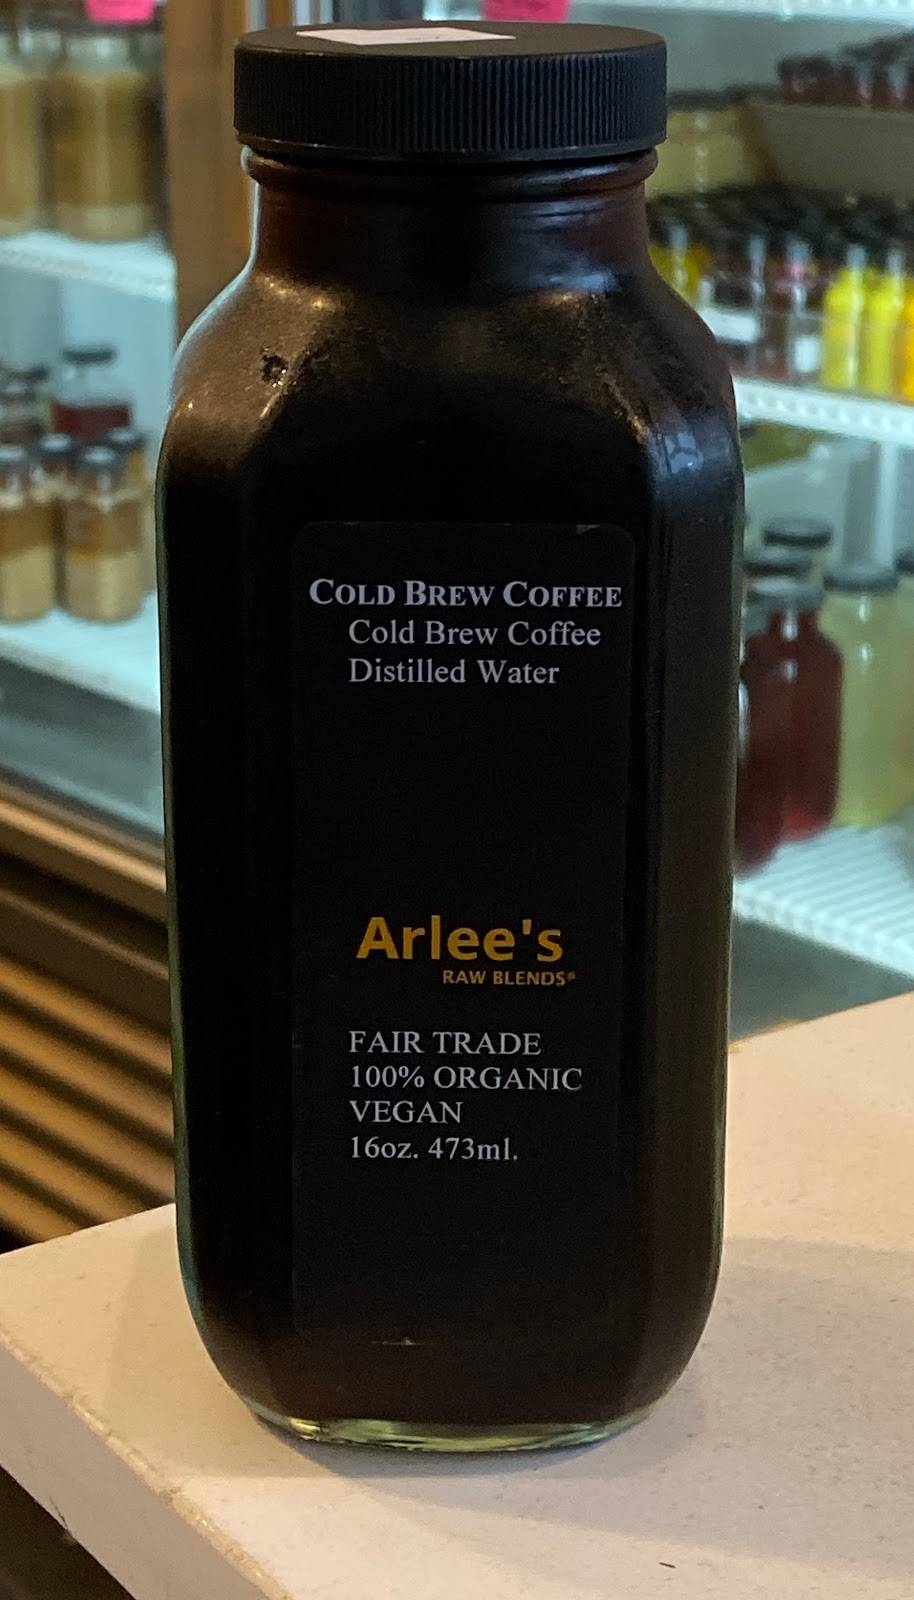 COLD BREW COFFEE
Cold Brew Coffee
Distilled Water
Arlee's
RAW BLENDS®
FAIR TRADE
100% ORGANIC
VEGAN
16oz. 473ml.